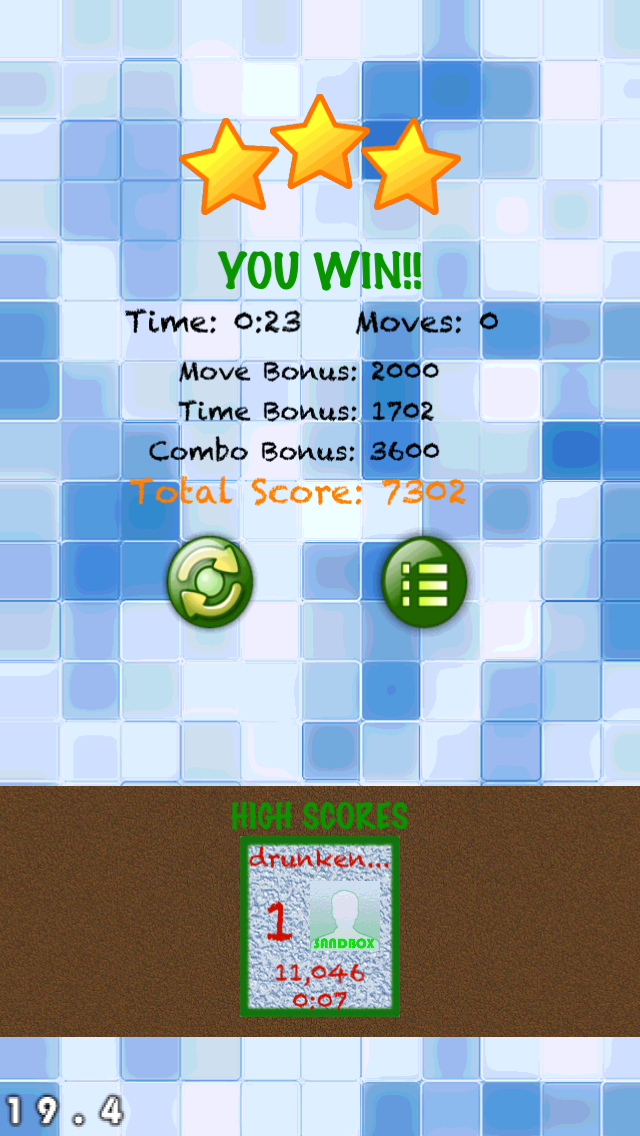 YOU WIN!!
Time: 0:23 Moves: 0
Move Bonus: 2000
Time Bonus: 1702
Combo Bonus: 3600
Total Score: 7302
HIGH SCORES
drunken...
1
SANDBOX
11,046
0:07
19.4